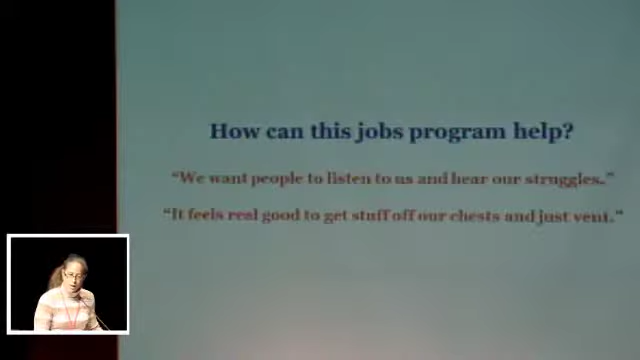 How can this jobs program help?
“We want people to listen to us and hear our struggles.”
“It feels real good to get stuff off our chests and just vent.”